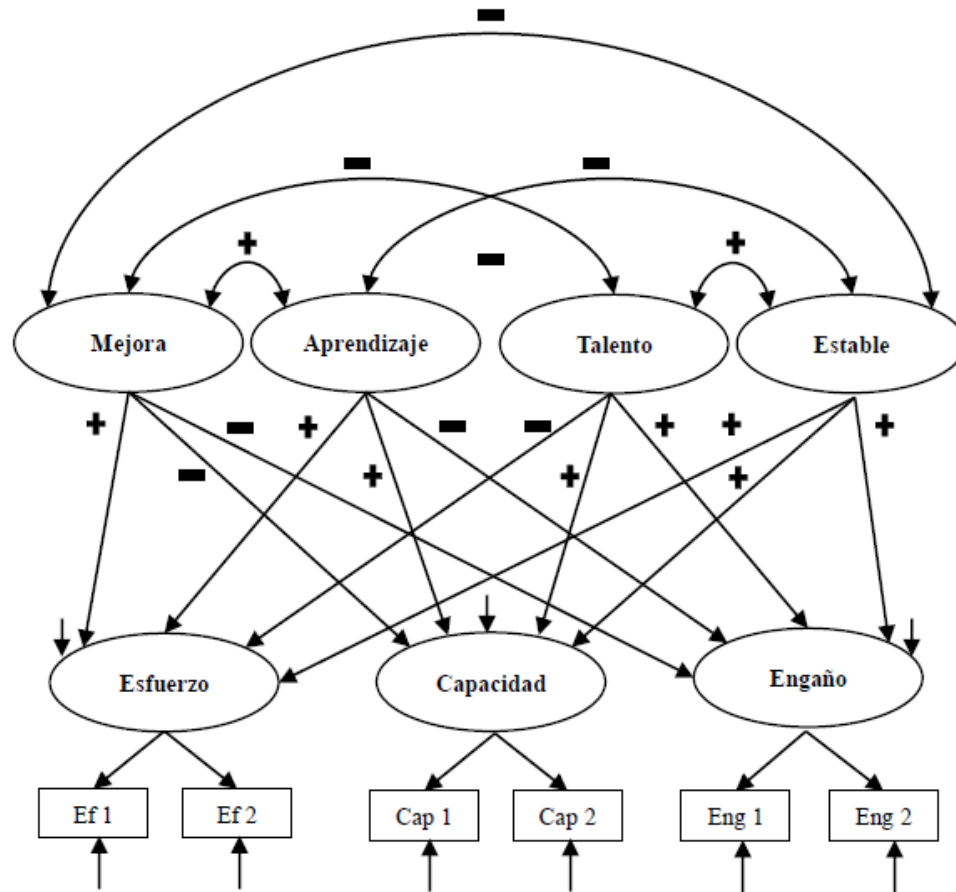 -
- -
+ - +
Mejora Aprendizaje Talento Estable
+ - + - - + + +
- + + +
Esfuerzo Capacidad Engaño
Ef 1 Ef 2 Cap 1 Cap 2 Eng 1 Eng 2